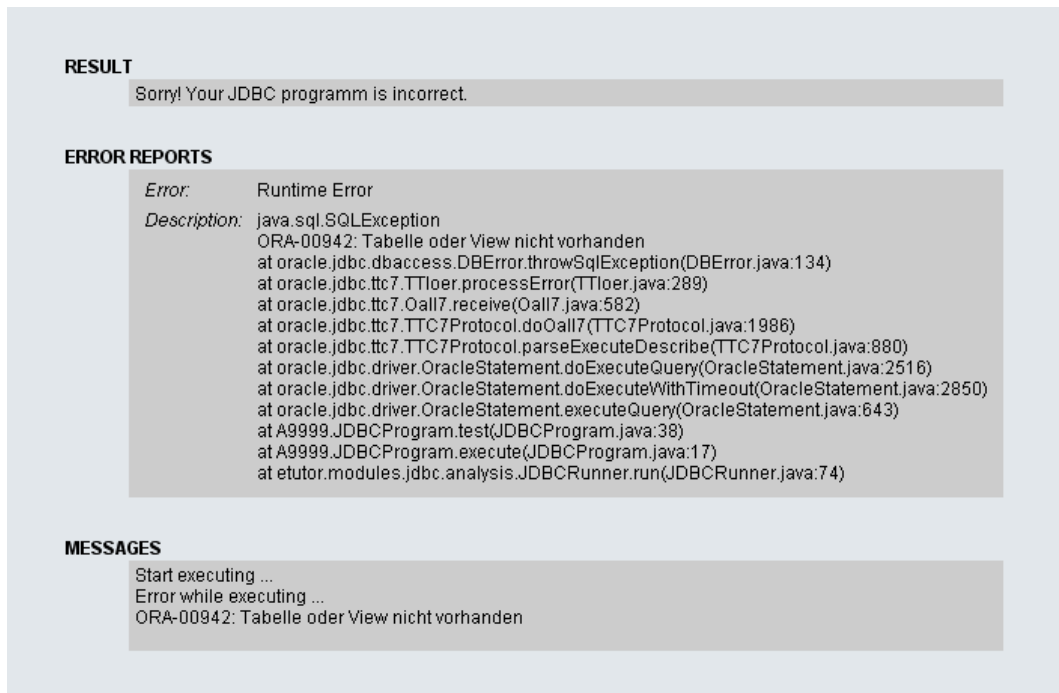 RESULT
Sorry! Your JDBC programm is incorrect.
ERROR REPORTS
Error: Runtime Error
Description: java.sql.SQLException
ORA-00942: Tabelle oder View nicht vorhanden
at oracle.jdbc.dbaccess.DBError.throwSqlException(DBError.java:134)
at oracle.jdbc.ttc7.TTIoer.processError(TTIoer.java:289)
at oracle.jdbc.ttc7.Oall7.receive(Oall7.java:582)
at oracle.jdbc.ttc7.TTC7Protocol.doOall7(TTC7Protocol.java:1986)
at oracle.jdbc.ttc7.TTC7Protocol.parseExecuteDescribe(TTC7Protocol.java:880)
at oracle.jdbc.driver.OracleStatement.doExecuteQuery(OracleStatement.java:2516)
at oracle.jdbc.driver.OracleStatement.doExecuteWithTimeout(OracleStatement.java:2850)
at oracle.jdbc.driver.OracleStatement.executeQuery(OracleStatement.java:643)
at A9999.JDBCProgram.test(JDBCProgram.java:38)
at A9999.JDBCProgram.execute(JDBCProgram.java:17)
at etutor.modules.jdbc.analysis.JDBCRunner.run(JDBCRunner.java:74)
MESSAGES
Start executing ...
Error while executing ...
ORA-00942: Tabelle oder View nicht vorhanden